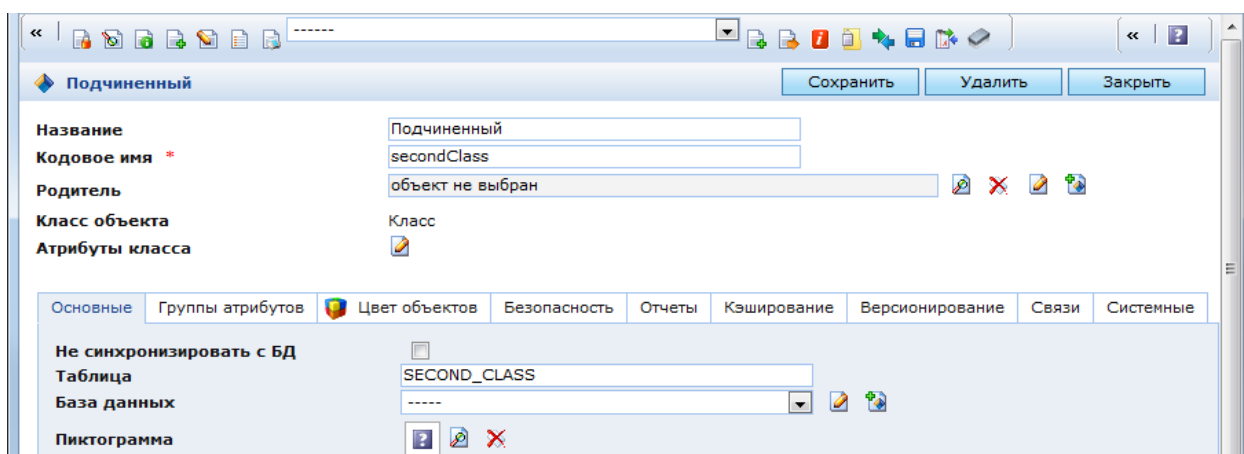 ------
Подчиненный Сохранить Удалить Закрыть
Название Подчиненный
Кодовое имя * secondClass
Родитель объект не выбран
Класс объекта Класс
Атрибуты класса
Основные Группы атрибутов Цвет объектов Безопасность Отчеты Кэширование Версионирование Связи Системные
Не синхронизировать с БД
Таблица SECOND_CLASS
База данных -----
Пиктограмма